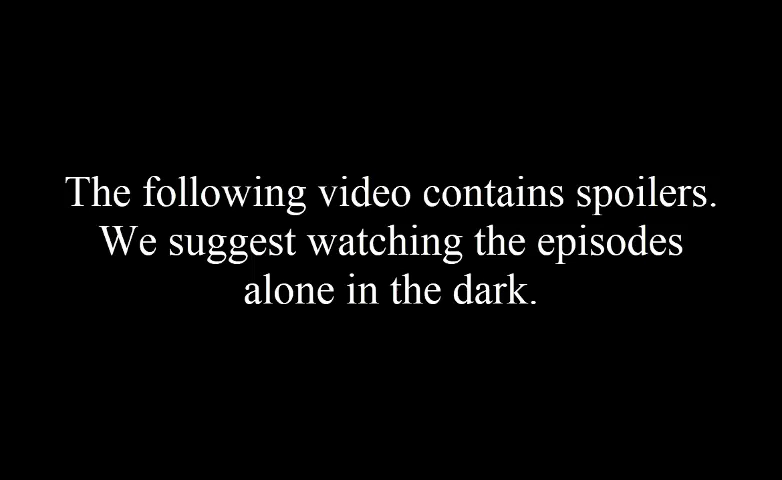 The following video contains spoilers.
We suggest watching the episodes
alone in the dark.